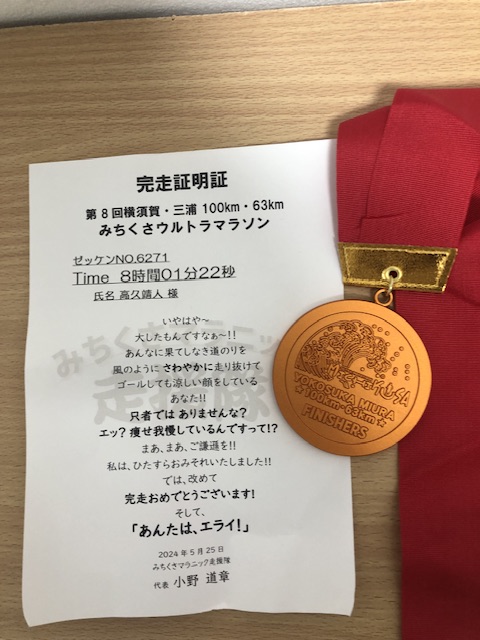 完走証明証
第8回横須賀・三浦 100km・63km
みちくさウルトラマラソン
ゼッケンNO.6271
Time 8時間01分22秒
氏名 高久靖人 様
いやはや〜
大したもんですなぁ〜!!
あんなに果てしなき道のりを
風のように さわやかに走り抜けて
ゴールしても涼しい顔をしている
あなた!!
只者では ありませんな?
エッ? 痩せ我慢しているんですって!?
まあ、まあ、ご謙遜を!!
私は、ひたすらおみそれいたしました!!
では、改めて
完走おめでとうございます!
そして、
「あんたは、エライ!」
2024年5月25日
みちくさマラニック走援隊
代表 小野 道章
YOKOSUKA MIURA
★100km・63km★
FINISHERS